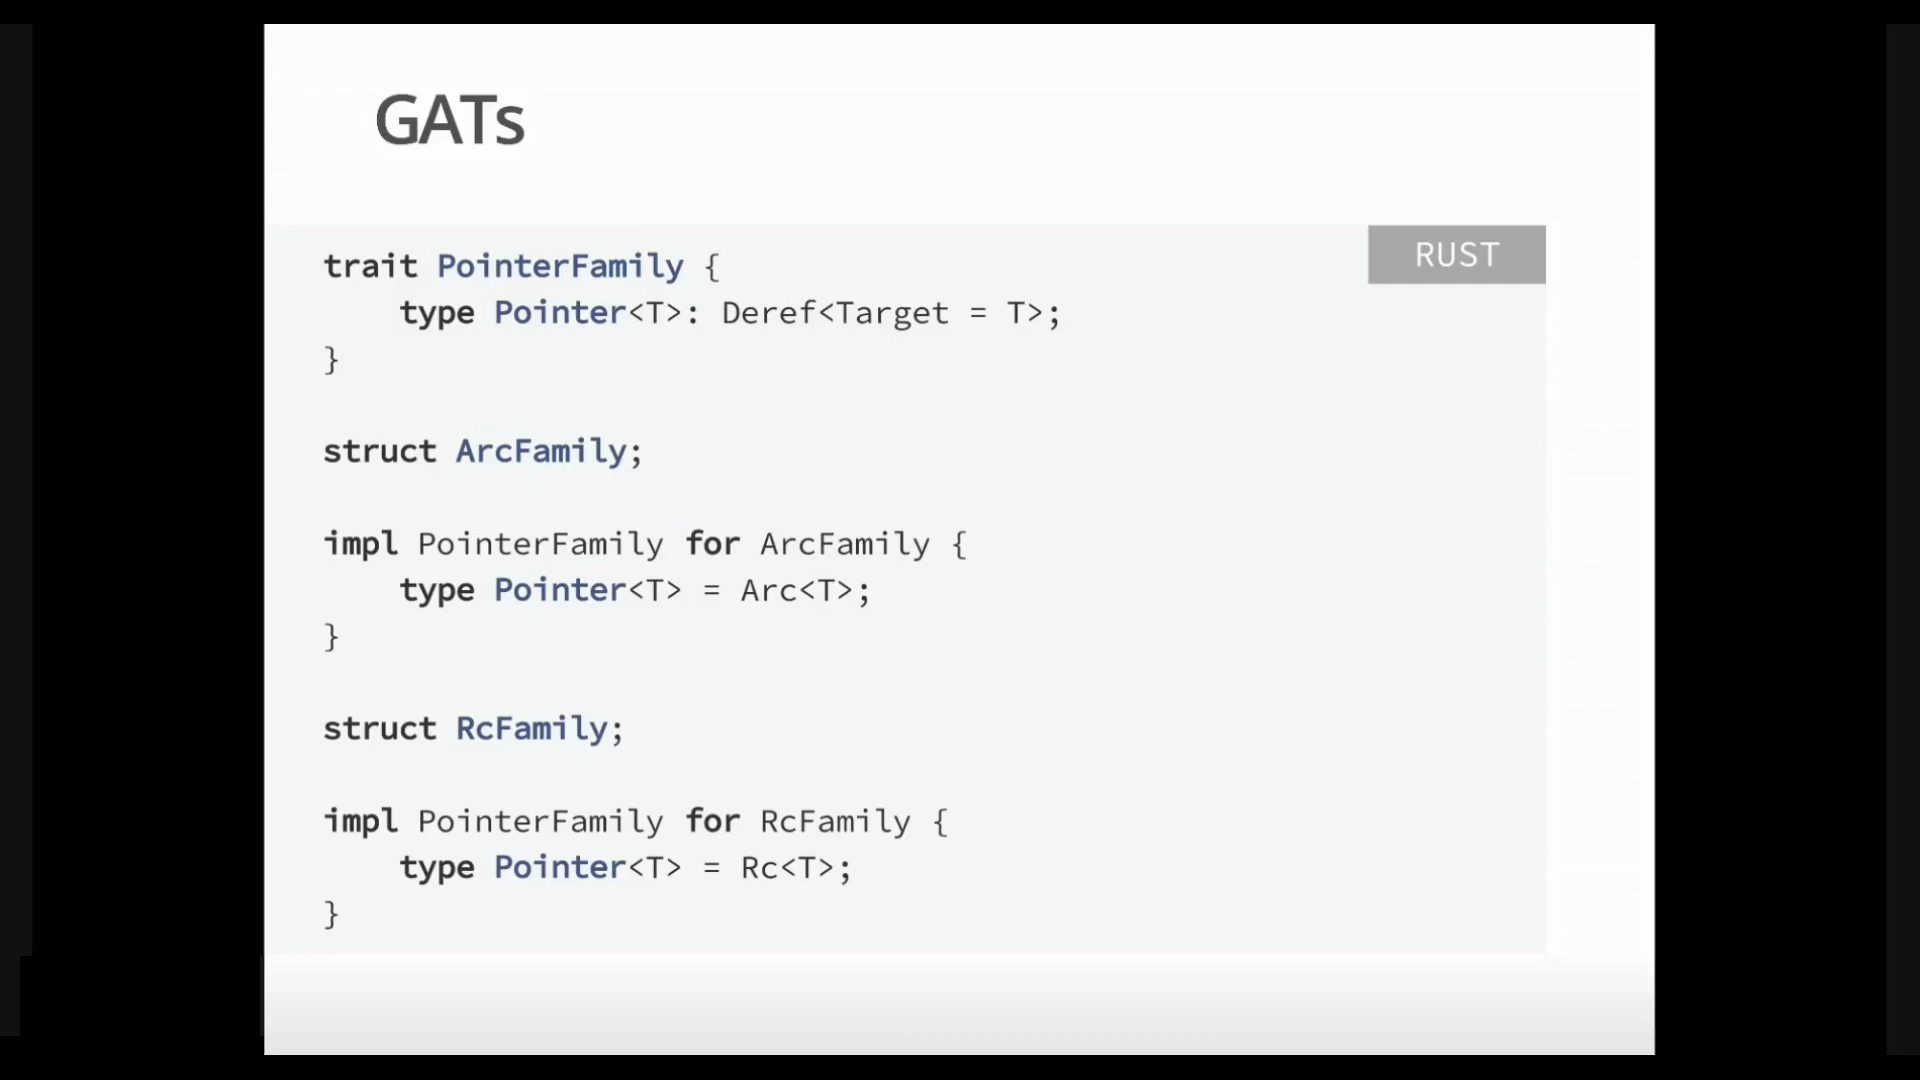 GATs
RUST
trait PointerFamily {
    type Pointer<T>: Deref<Target = T>;
}
struct ArcFamily;
impl PointerFamily for ArcFamily {
    type Pointer<T> = Arc<T>;
}
struct RcFamily;
impl PointerFamily for RcFamily {
    type Pointer<T> = Rc<T>;
}